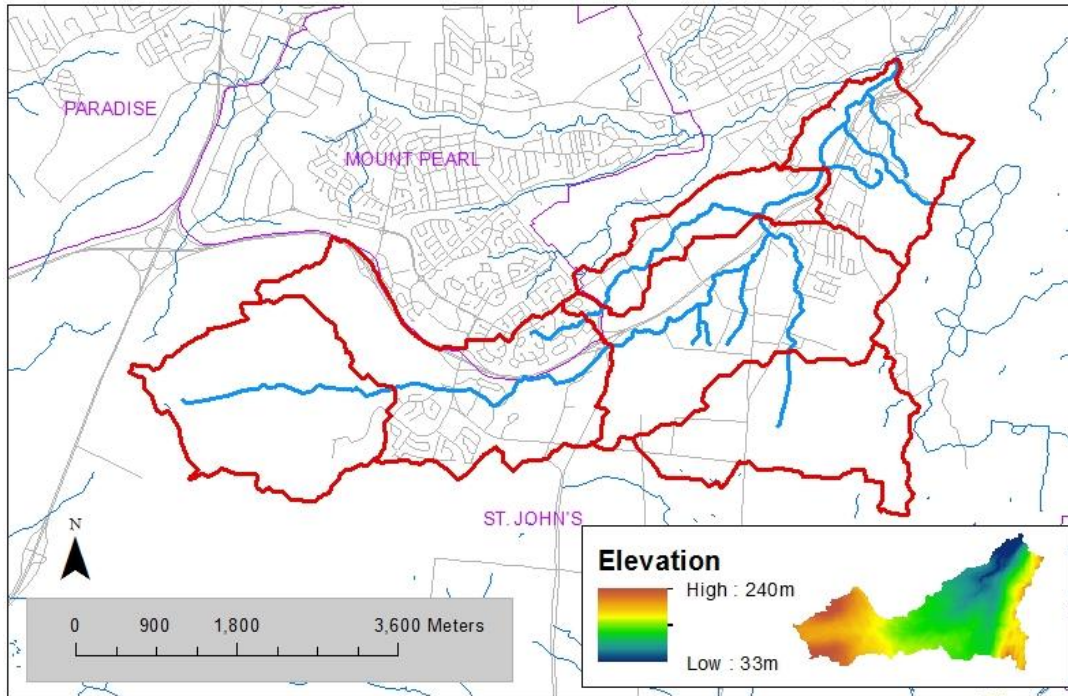 PARADISE
MOUNT PEARL
ST. JOHN'S
N
0 900 1,800 3,600 Meters
Elevation
High : 240m
Low : 33m